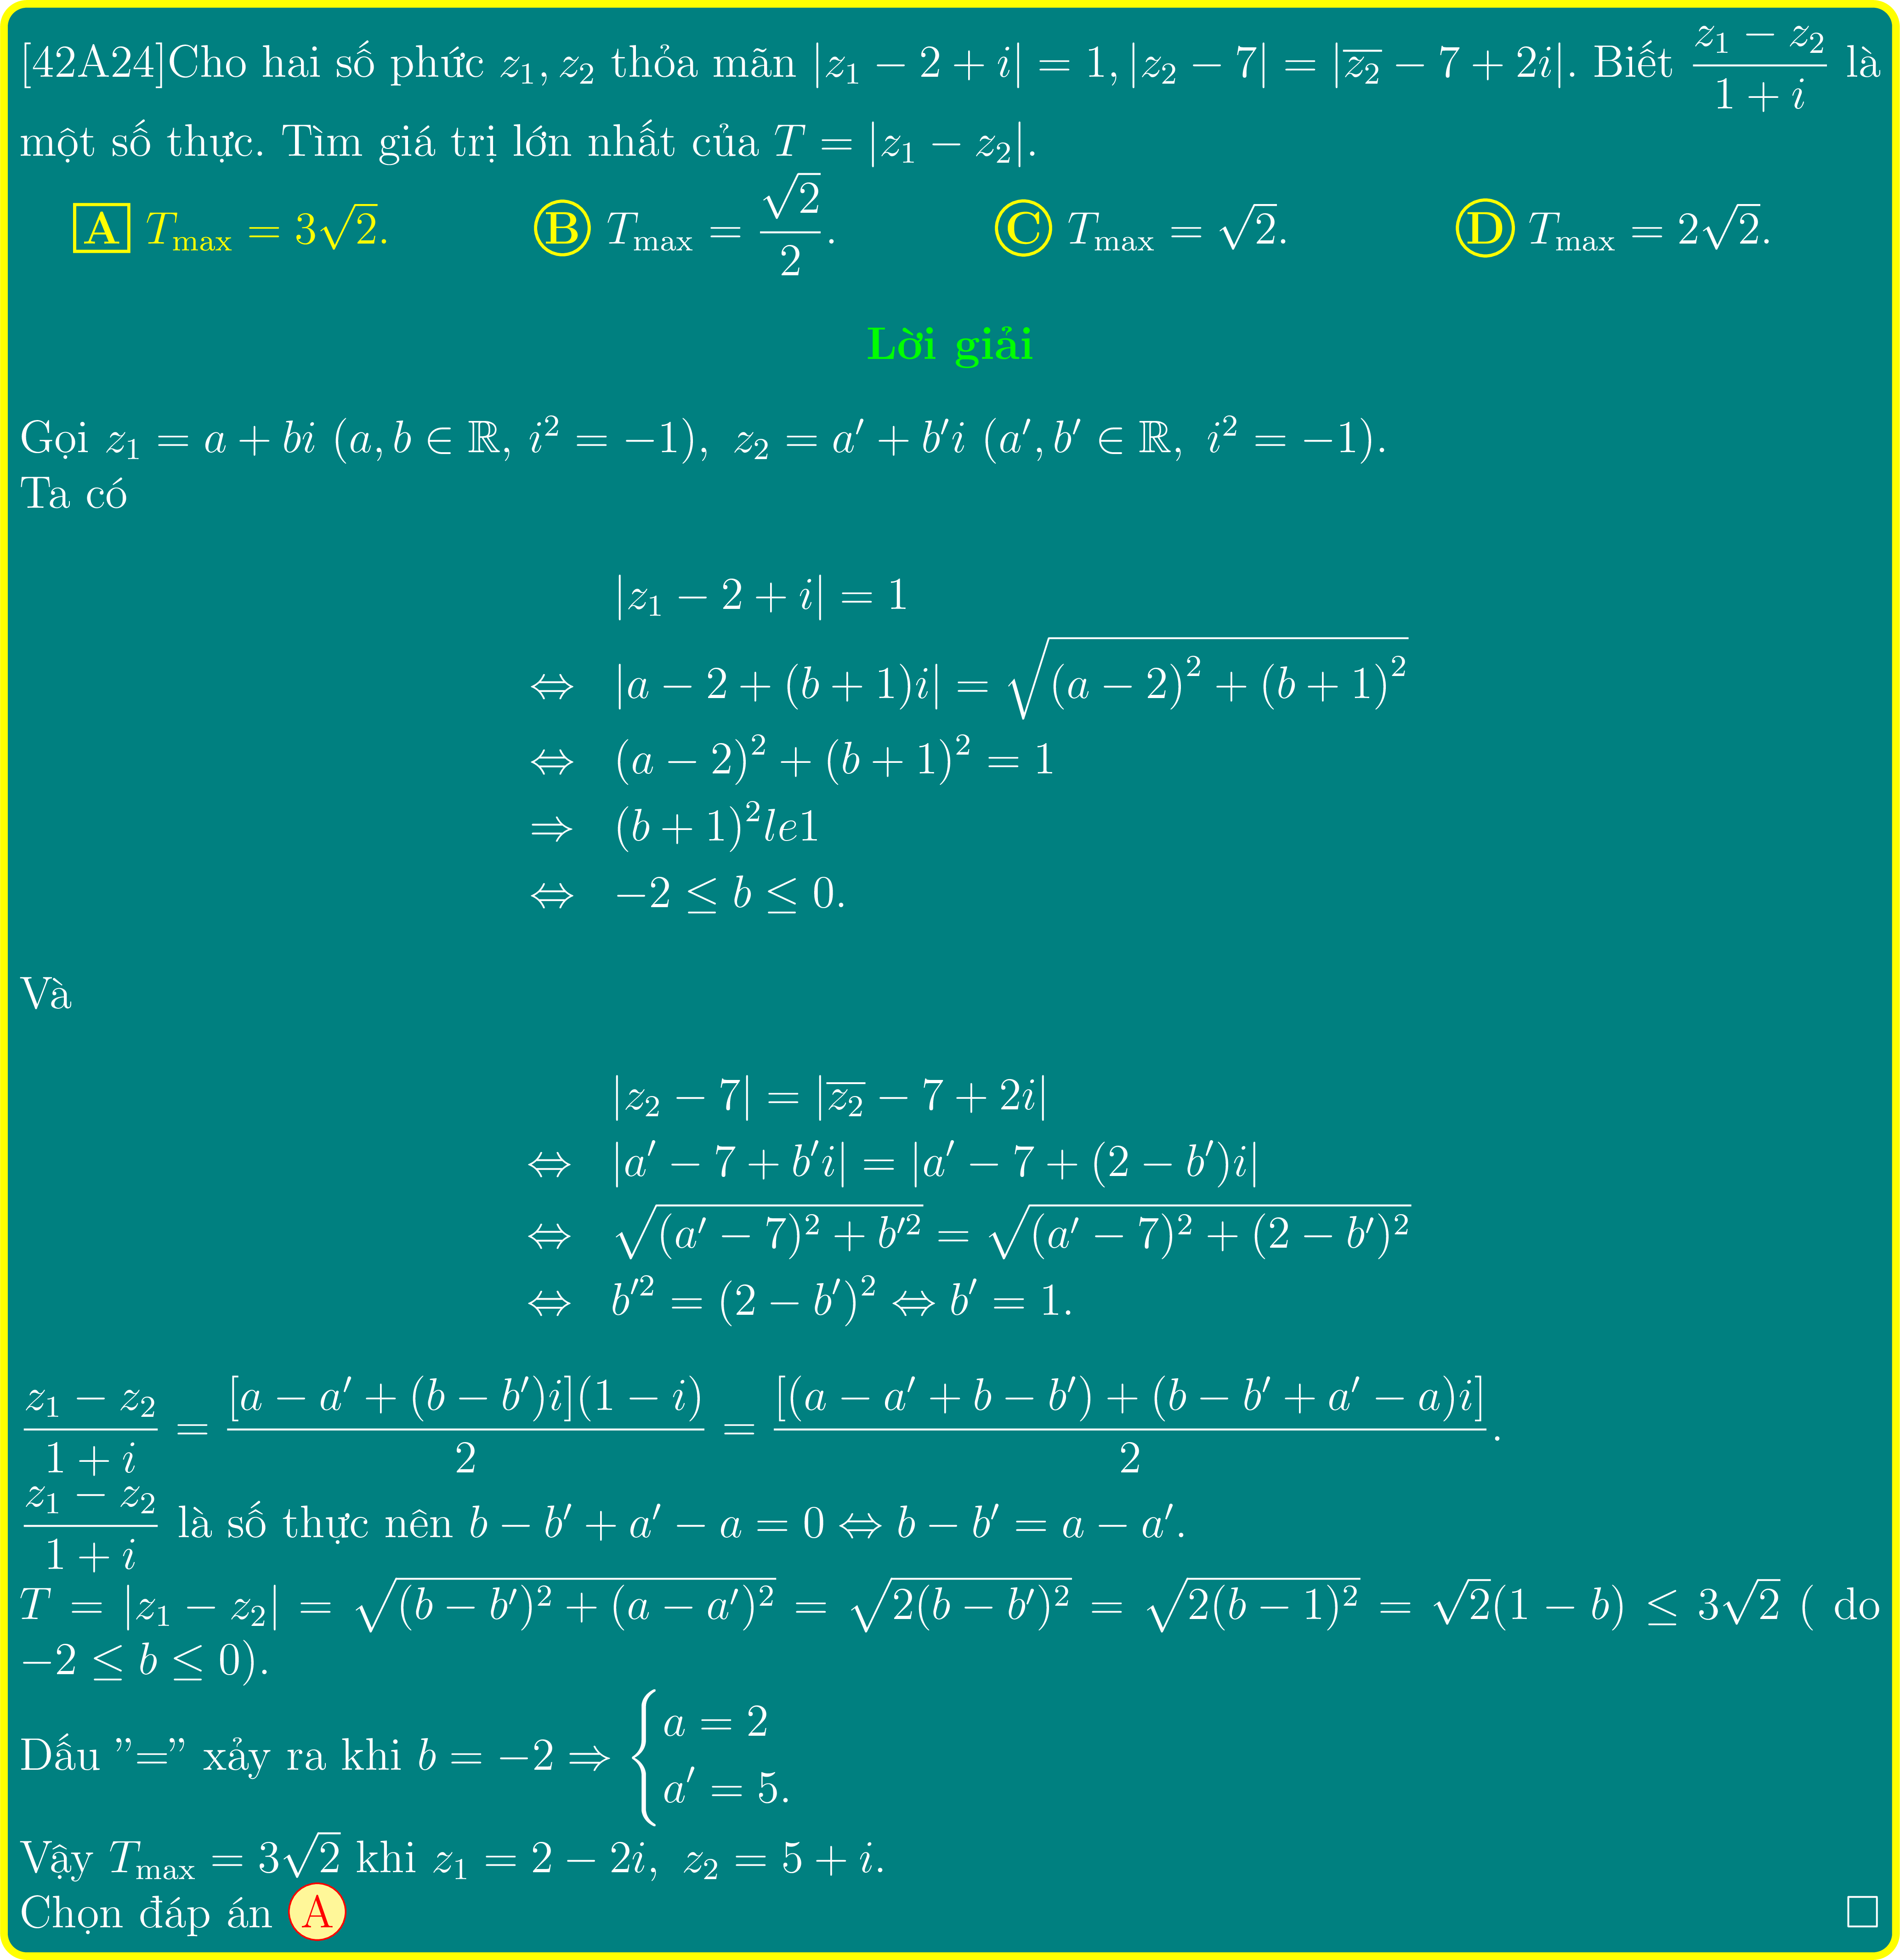 [42A24]Cho hai số phức $z_1, z_2$ thỏa mãn $|z_1 - 2 + i| = 1, |z_2 - 7| = |\overline{z_2} - 7 + 2i|$. Biết $\dfrac{z_1 - z_2}{1 + i}$ là
một số thực. Tìm giá trị lớn nhất của $T = |z_1 - z_2|$.
A $T_{\max} = 3\sqrt{2}$. B $T_{\max} = \dfrac{\sqrt{2}}{2}$. C $T_{\max} = \sqrt{2}$. D $T_{\max} = 2\sqrt{2}$.
Lời giải
Gọi $z_1 = a + bi\ (a, b \in \mathbb{R},\ i^2 = -1),\ z_2 = a' + b'i\ (a', b' \in \mathbb{R},\ i^2 = -1)$.
Ta có
$|z_1 - 2 + i| = 1$
$\Leftrightarrow |a - 2 + (b + 1)i| = \sqrt{(a - 2)^2 + (b + 1)^2}$
$\Leftrightarrow (a - 2)^2 + (b + 1)^2 = 1$
$\Rightarrow (b + 1)^2 le1$
$\Leftrightarrow -2 \leq b \leq 0.$
Và
$|z_2 - 7| = |\overline{z_2} - 7 + 2i|$
$\Leftrightarrow |a' - 7 + b'i| = |a' - 7 + (2 - b')i|$
$\Leftrightarrow \sqrt{(a' - 7)^2 + b'^2} = \sqrt{(a' - 7)^2 + (2 - b')^2}$
$\Leftrightarrow b'^2 = (2 - b')^2 \Leftrightarrow b' = 1.$
$\dfrac{z_1 - z_2}{1 + i} = \dfrac{[a - a' + (b - b')i](1 - i)}{2} = \dfrac{[(a - a' + b - b') + (b - b' + a' - a)i]}{2}.$
$\dfrac{z_1 - z_2}{1 + i}$ là số thực nên $b - b' + a' - a = 0 \Leftrightarrow b - b' = a - a'$.
$T = |z_1 - z_2| = \sqrt{(b - b')^2 + (a - a')^2} = \sqrt{2(b - b')^2} = \sqrt{2(b - 1)^2} = \sqrt{2}(1 - b) \leq 3\sqrt{2}$ ( do
$-2 \leq b \leq 0$).
Dấu ”=” xảy ra khi $b = -2 \Rightarrow \begin{cases} a = 2 \\ a' = 5. \end{cases}$
Vậy $T_{\max} = 3\sqrt{2}$ khi $z_1 = 2 - 2i,\ z_2 = 5 + i$.
Chọn đáp án A □